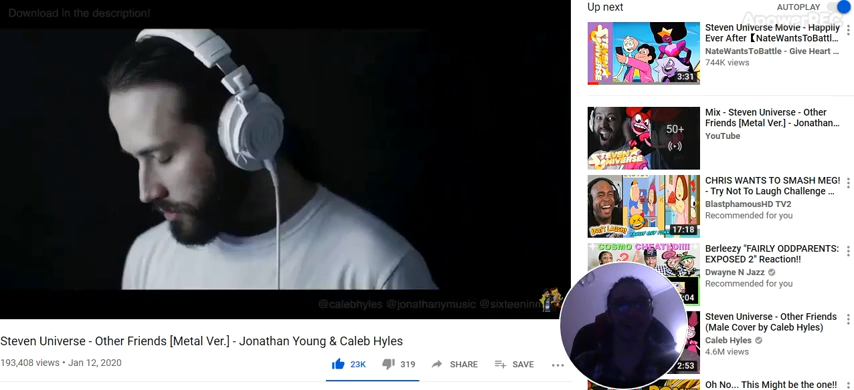 Download in the description!
@calebhyles @jonathanymusic @sixteenin
Steven Universe - Other Friends [Metal Ver.] - Jonathan Young & Caleb Hyles
193,408 views • Jan 12, 2020
23K
319
SHARE
SAVE
Up next
AUTOPLAY
Steven Universe Movie - Happily
Ever After【NateWantsToBattl...
NateWantsToBattle - Give Heart ...
744K views
3:31
Mix - Steven Universe - Other
Friends [Metal Ver.] - Jonathan...
YouTube
50+
CHRIS WANTS TO SMASH MEG!
- Try Not To Laugh Challenge ...
BlastphamousHD TV2
Recommended for you
17:18
Berleezy "FAIRLY ODDPARENTS:
EXPOSED 2" Reaction!!
Dwayne N Jazz
Recommended for you
:04
Steven Universe - Other Friends
(Male Cover by Caleb Hyles)
Caleb Hyles
4.6M views
2:53
Oh No... This Might be the one!!